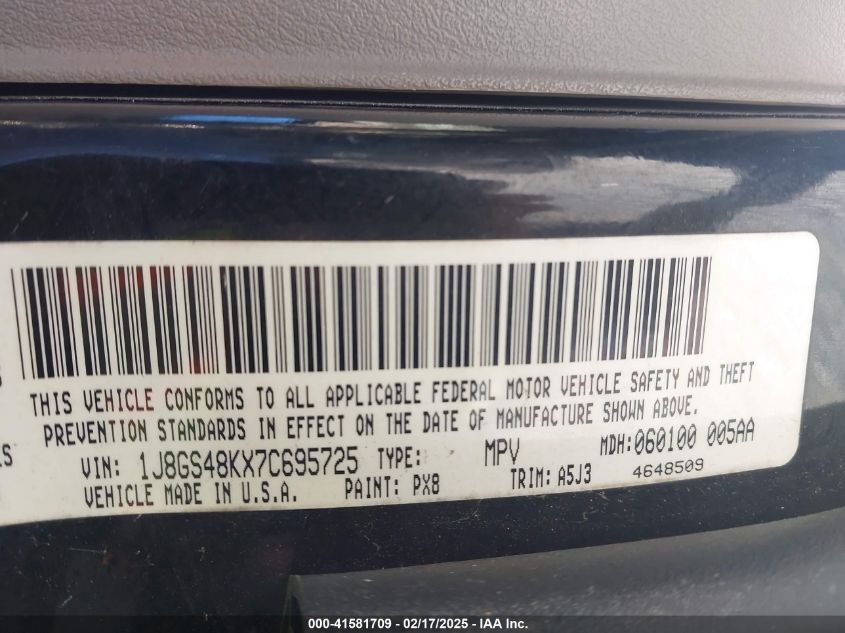 THIS VEHICLE CONFORMS TO ALL APPLICABLE FEDERAL MOTOR VEHICLE SAFETY AND THEFT
PREVENTION STANDARDS IN EFFECT ON THE DATE OF MANUFACTURE SHOWN ABOVE.
VIN: 1J8GS48KX7C695725 TYPE: MPV MDH:060100 005AA
VEHICLE MADE IN U.S.A. PAINT: PX8 TRIM: A5J3 4648509
000-41581709 - 02/17/2025 - IAA Inc.